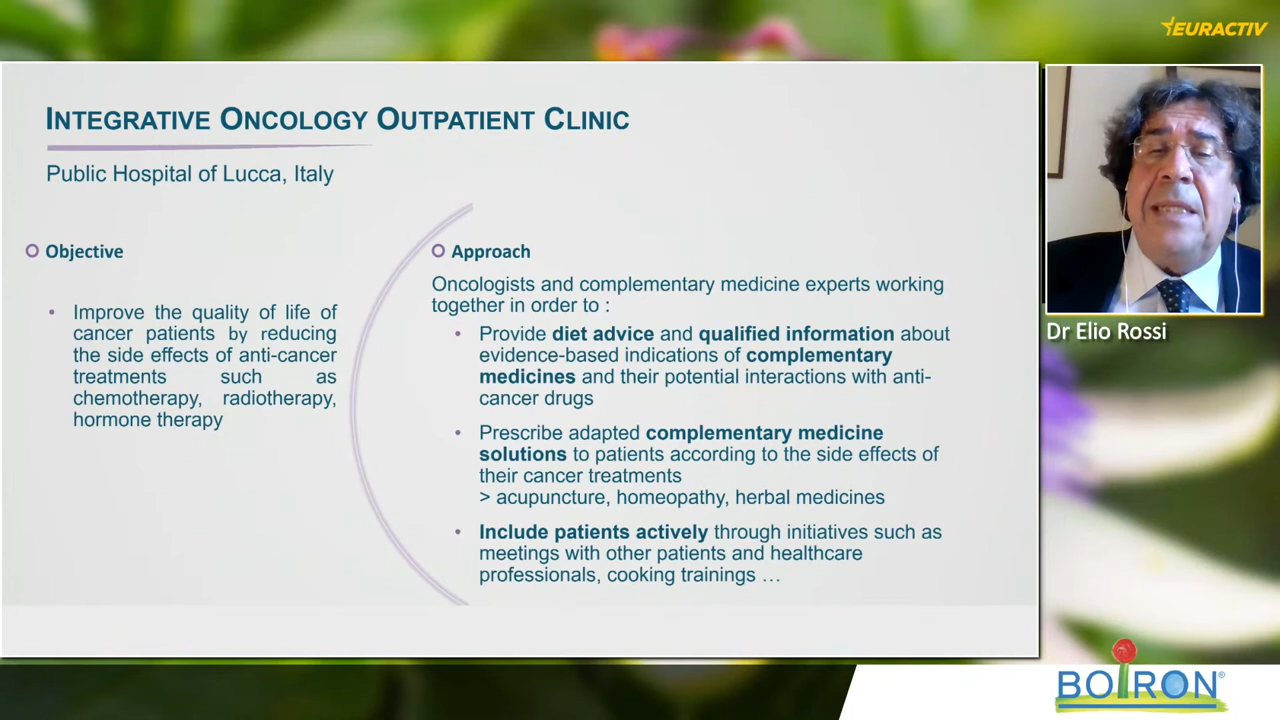 EURACTIV
INTEGRATIVE ONCOLOGY OUTPATIENT CLINIC
Public Hospital of Lucca, Italy
Objective
• Improve the quality of life of
cancer patients by reducing
the side effects of anti-cancer
treatments such as
chemotherapy, radiotherapy,
hormone therapy
Approach
Oncologists and complementary medicine experts working
together in order to :
• Provide diet advice and qualified information about
evidence-based indications of complementary
medicines and their potential interactions with anti-
cancer drugs
• Prescribe adapted complementary medicine
solutions to patients according to the side effects of
their cancer treatments
> acupuncture, homeopathy, herbal medicines
• Include patients actively through initiatives such as
meetings with other patients and healthcare
professionals, cooking trainings …
Dr Elio Rossi
BOIRON®